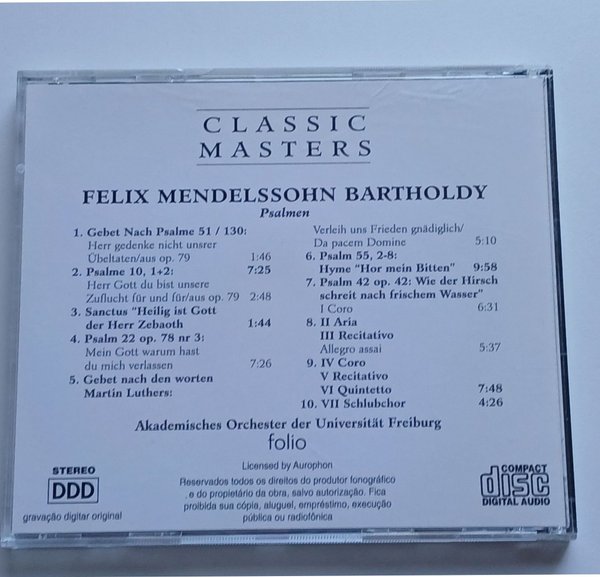 CLASSIC
MASTERS
FELIX MENDELSSOHN BARTHOLDY
Psalmen
1. Gebet Nach Psalme 51 / 130:
Herr gedenke nicht unsrer
Übeltaten/aus op. 79 1:46
2. Psalme 10, 1+2: 7:25
Herr Gott du bist unsere
Zuflucht für und für/aus op. 79 2:48
3. Sanctus "Heilig ist Gott
der Herr Zebaoth 1:44
4. Psalm 22 op. 78 nr 3:
Mein Gott warum hast
du mich verlassen 7:26
5. Gebet nach den worten
Martin Luthers:
Verleih uns Frieden gnädiglich/
Da pacem Domine 5:10
6. Psalm 55, 2-8:
Hyme "Hor mein Bitten" 9:58
7. Psalm 42 op. 42: Wie der Hirsch
schreit nach frischem Wasser"
I Coro 6:31
8. II Aria
III Recitativo
Allegro assai 5:37
9. IV Coro
V Recitativo
VI Quintetto 7:48
10. VII Schlubchor 4:26
Akademisches Orchester der Universität Freiburg
folio
Licensed by Aurophon
Reservados todos os direitos do produtor fonográfico
.e do propietário da obra, salvo autorização. Fica
proibida sua cópia, aluguel, empréstimo, execução
pública ou radiofônica
STEREO
DDD
gravação digitar original
COMPACT
disc
DIGITAL AUDIO